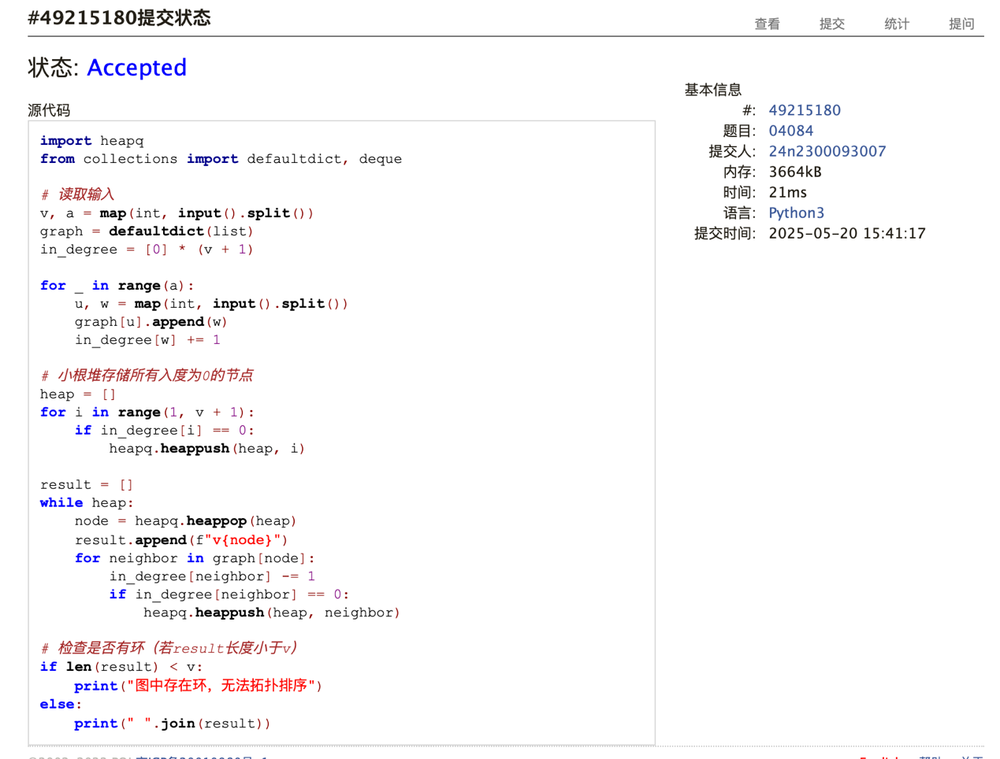 #49215180提交状态
查看 提交 统计 提问
状态: Accepted
源代码
import heapq
from collections import defaultdict, deque

# 读取输入
v, a = map(int, input().split())
graph = defaultdict(list)
in_degree = [0] * (v + 1)

for _ in range(a):
    u, w = map(int, input().split())
    graph[u].append(w)
    in_degree[w] += 1

# 小根堆存储所有入度为0的节点
heap = []
for i in range(1, v + 1):
    if in_degree[i] == 0:
        heapq.heappush(heap, i)

result = []
while heap:
    node = heapq.heappop(heap)
    result.append(f"v{node}")
    for neighbor in graph[node]:
        in_degree[neighbor] -= 1
        if in_degree[neighbor] == 0:
            heapq.heappush(heap, neighbor)

# 检查是否有环（若result长度小于v）
if len(result) < v:
    print("图中存在环，无法拓扑排序")
else:
    print(" ".join(result))
基本信息
#: 49215180
题目: 04084
提交人: 24n2300093007
内存: 3664kB
时间: 21ms
语言: Python3
提交时间: 2025-05-20 15:41:17